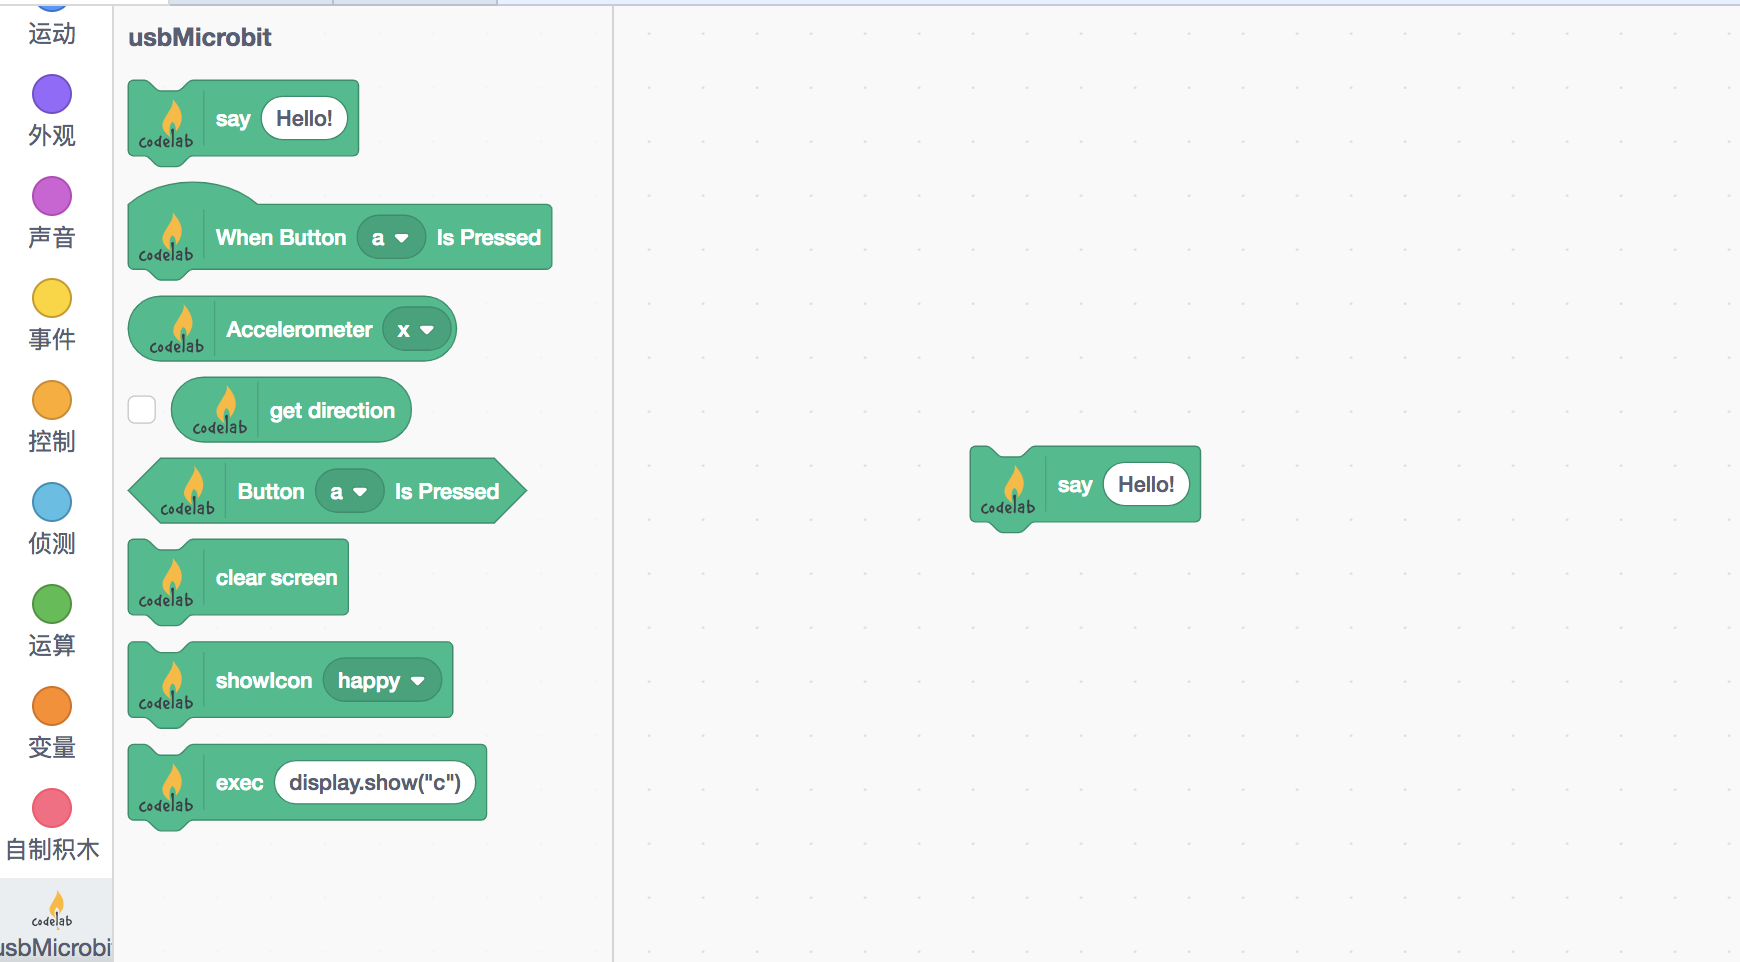 运动
外观
声音
事件
控制
侦测
运算
变量
自制积木
codelab
usbMicrobi
usbMicrobit
codelab say Hello!
codelab When Button a Is Pressed
codelab Accelerometer x
codelab get direction
codelab Button a Is Pressed
codelab clear screen
codelab showIcon happy
codelab exec display.show("c")
codelab say Hello!